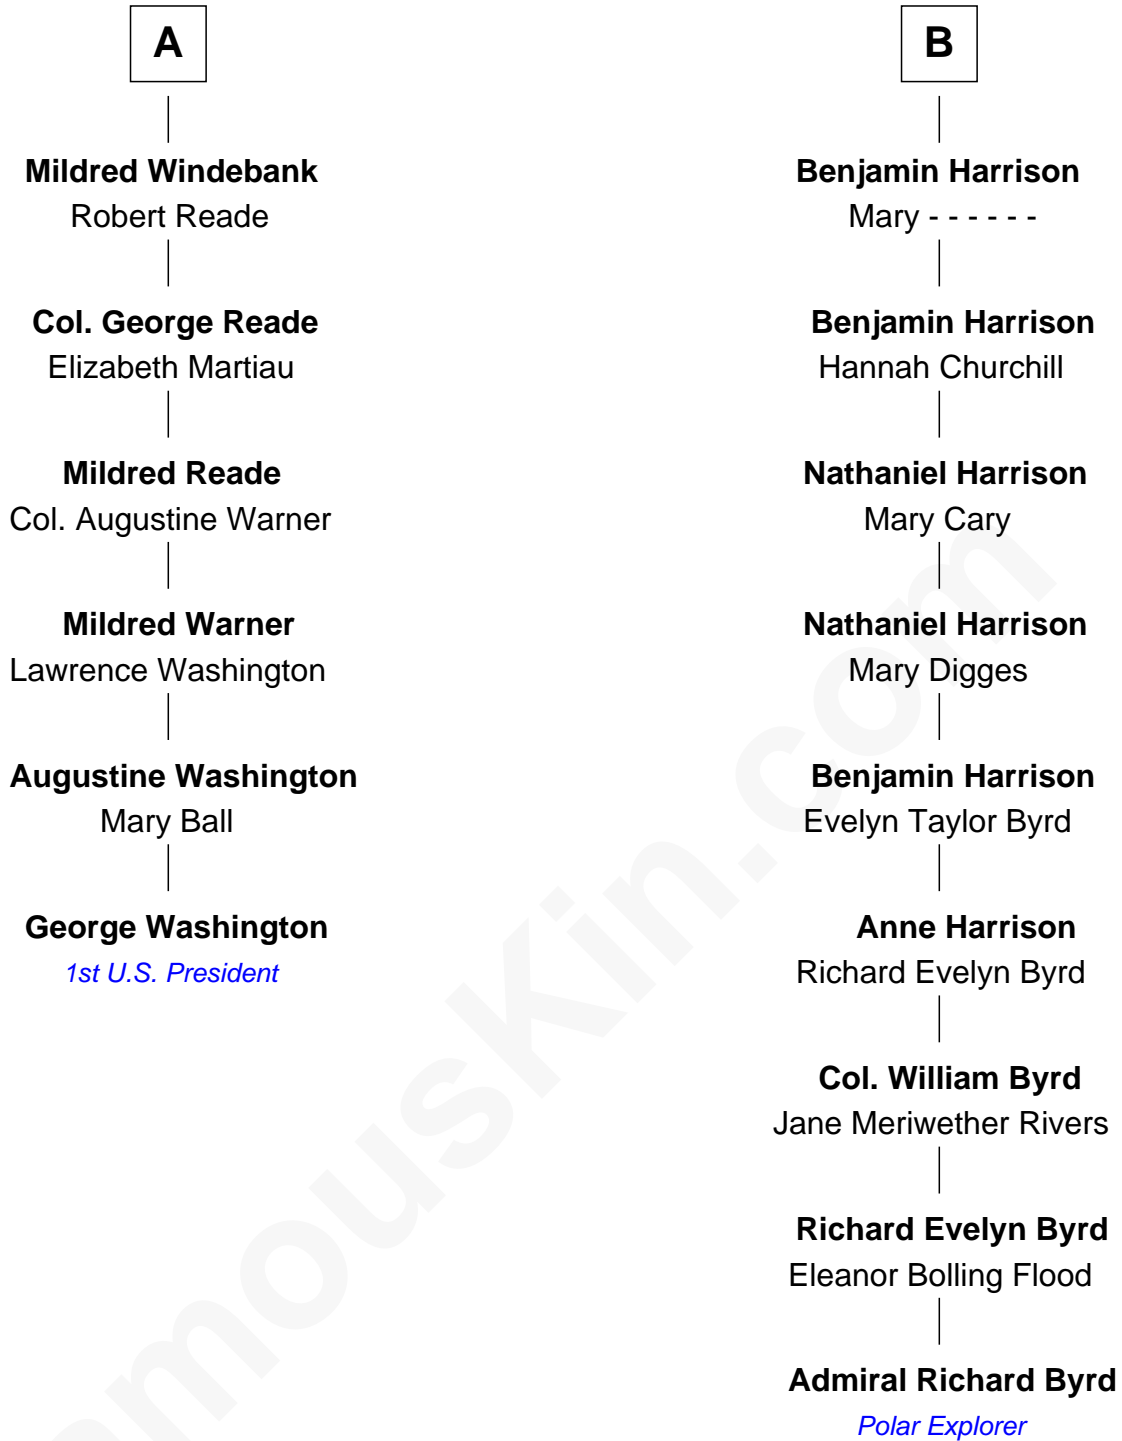 A
Mildred Windebank
Robert Reade
Col. George Reade
Elizabeth Martiau
Mildred Reade
Col. Augustine Warner
Mildred Warner
Lawrence Washington
Augustine Washington
Mary Ball
George Washington
1st U.S. President
B
Benjamin Harrison
Mary - - - - - -
Benjamin Harrison
Hannah Churchill
Nathaniel Harrison
Mary Cary
Nathaniel Harrison
Mary Digges
Benjamin Harrison
Evelyn Taylor Byrd
Anne Harrison
Richard Evelyn Byrd
Col. William Byrd
Jane Meriwether Rivers
Richard Evelyn Byrd
Eleanor Bolling Flood
Admiral Richard Byrd
Polar Explorer
amousKin.com